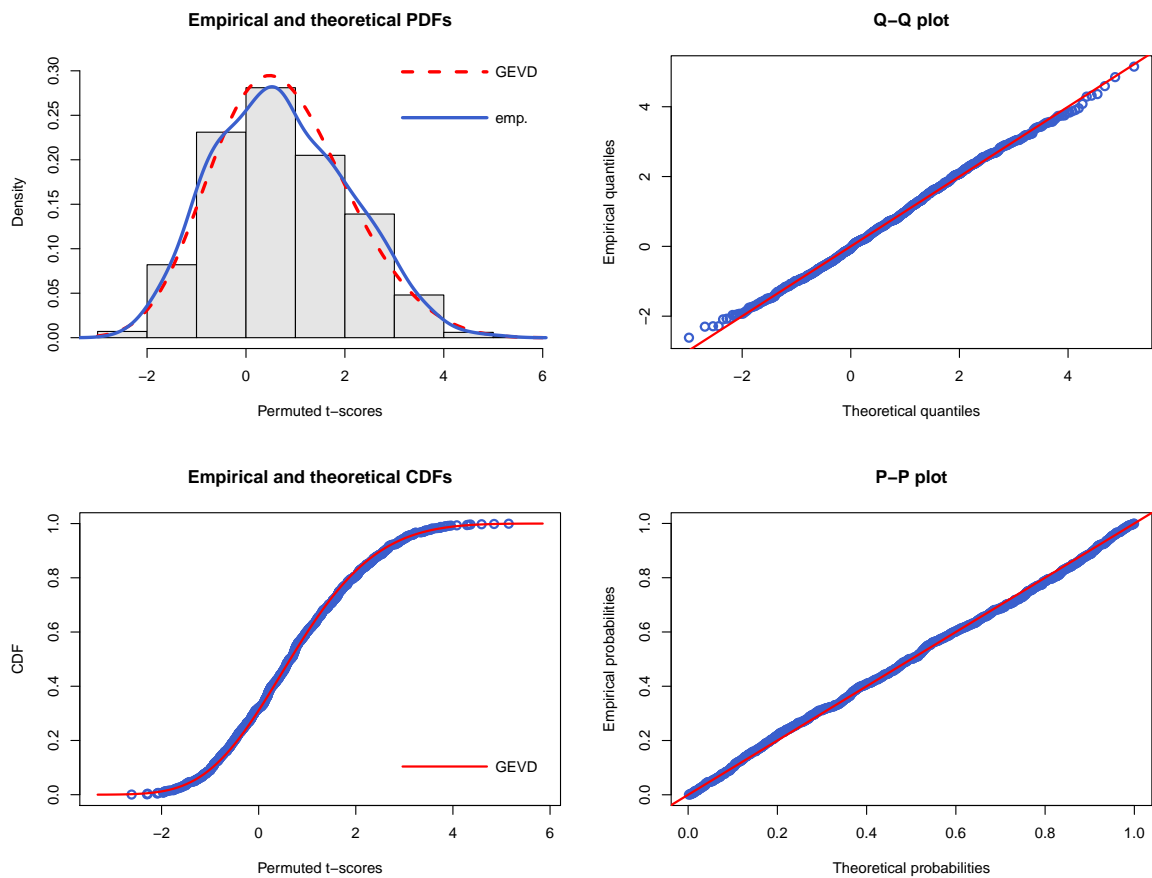 Empirical and theoretical PDFs
GEVD
emp.
Density
0.00 0.05 0.10 0.15 0.20 0.25 0.30
−2 0 2 4 6
Permuted t−scores
Q−Q plot
Empirical quantiles
−2 0 2 4
−2 0 2 4
Theoretical quantiles
Empirical and theoretical CDFs
CDF
0.0 0.2 0.4 0.6 0.8 1.0
GEVD
−2 0 2 4 6
Permuted t−scores
P−P plot
Empirical probabilities
0.0 0.2 0.4 0.6 0.8 1.0
0.0 0.2 0.4 0.6 0.8 1.0
Theoretical probabilities